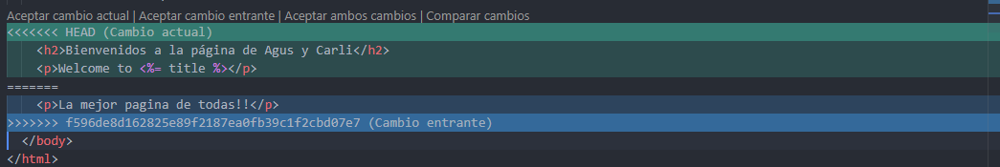 Aceptar cambio actual | Aceptar cambio entrante | Aceptar ambos cambios | Comparar cambios
<<<<<<< HEAD (Cambio actual)
<h2>Bienvenidos a la página de Agus y Carli</h2>
<p>Welcome to <%= title %></p>
=======
<p>La mejor pagina de todas!!</p>
>>>>>>> f596de8d162825e89f2187ea0fb39c1f2cbd07e7 (Cambio entrante)
</body>
</html>